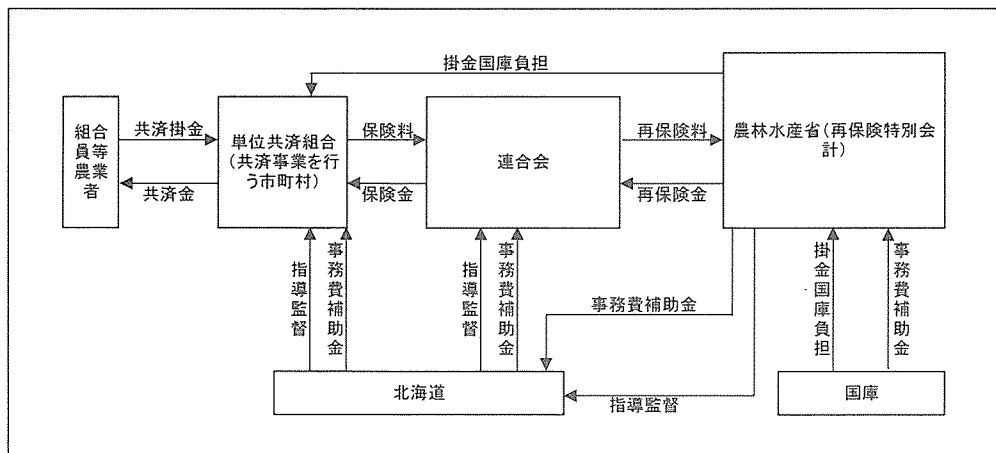 掛金国庫負担
組合
員等
農業
者
共済掛金
共済金
単位共済組合
(共済事業を行
う市町村)
保険料
保険金
連合会
再保険料
再保険金
農林水産省(再保険特別会
計)
指導監督
事務費補助金
指導監督
事務費補助金
事務費補助金
掛金国庫負担
事務費補助金
北海道
指導監督
国庫